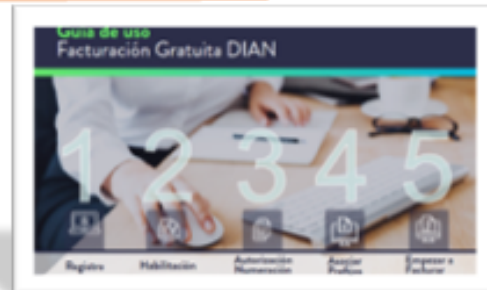 Guía de uso
Facturación Gratuita DIAN
1 2 3 4 5
Registro Habilitación Autorización Numeración Asociar Prefijos Empezar a Facturar